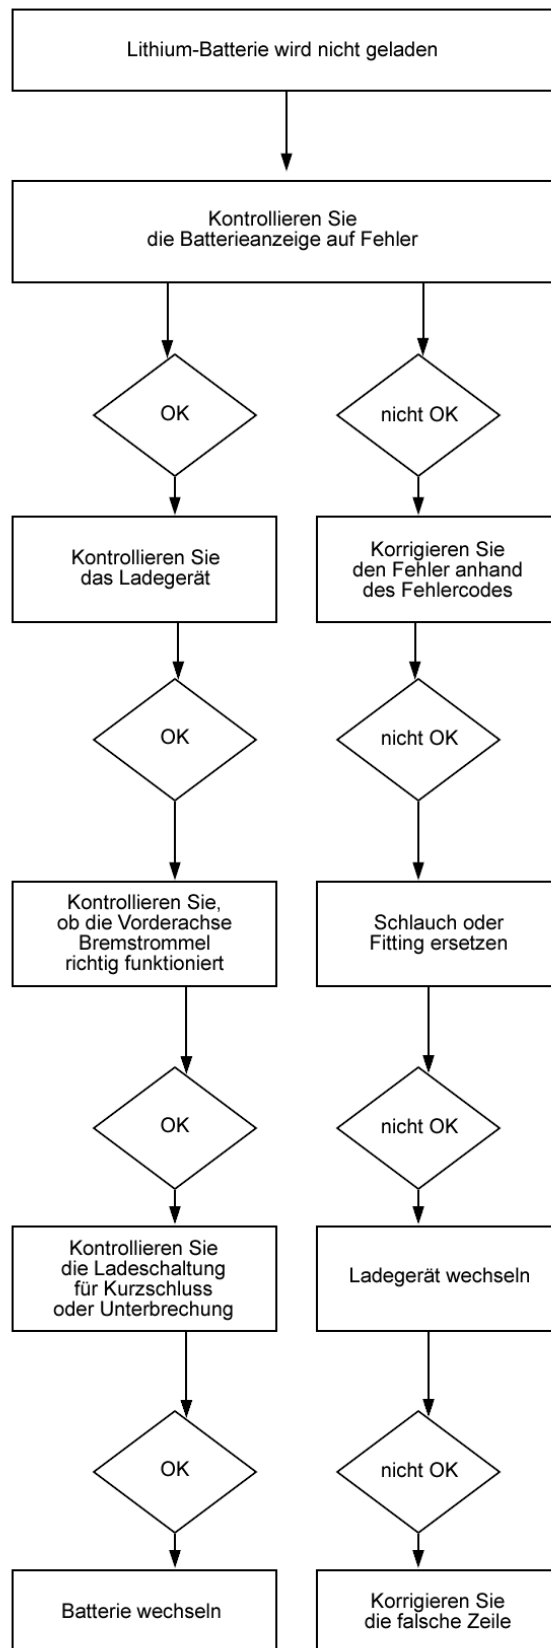 Lithium-Batterie wird nicht geladen
Kontrollieren Sie
die Batterieanzeige auf Fehler
OK
nicht OK
Kontrollieren Sie
das Ladegerät
Korrigieren Sie
den Fehler anhand
des Fehlercodes
OK
nicht OK
Kontrollieren Sie,
ob die Vorderachse
Bremstrommel
richtig funktioniert
Schlauch oder
Fitting ersetzen
OK
nicht OK
Kontrollieren Sie
die Ladeschaltung
für Kurzschluss
oder Unterbrechung
Ladegerät wechseln
OK
nicht OK
Batterie wechseln
Korrigieren Sie
die falsche Zeile